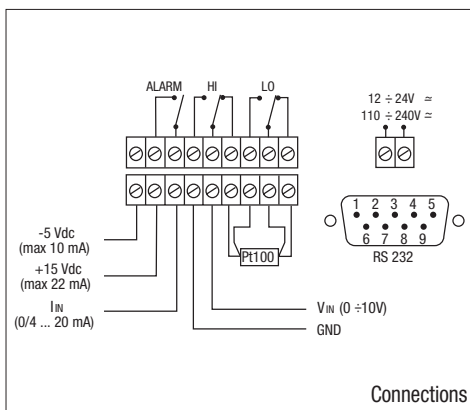 ALARM HI LO
12 ÷ 24V ≃
110 ÷ 240V ≃
1 2 3 4 5
6 7 8 9
RS 232
-5 Vdc
(max 10 mA)
+15 Vdc
(max 22 mA)
IIN
(0/4 ... 20 mA)
Pt100
VIN (0 ÷10V)
GND
Connections